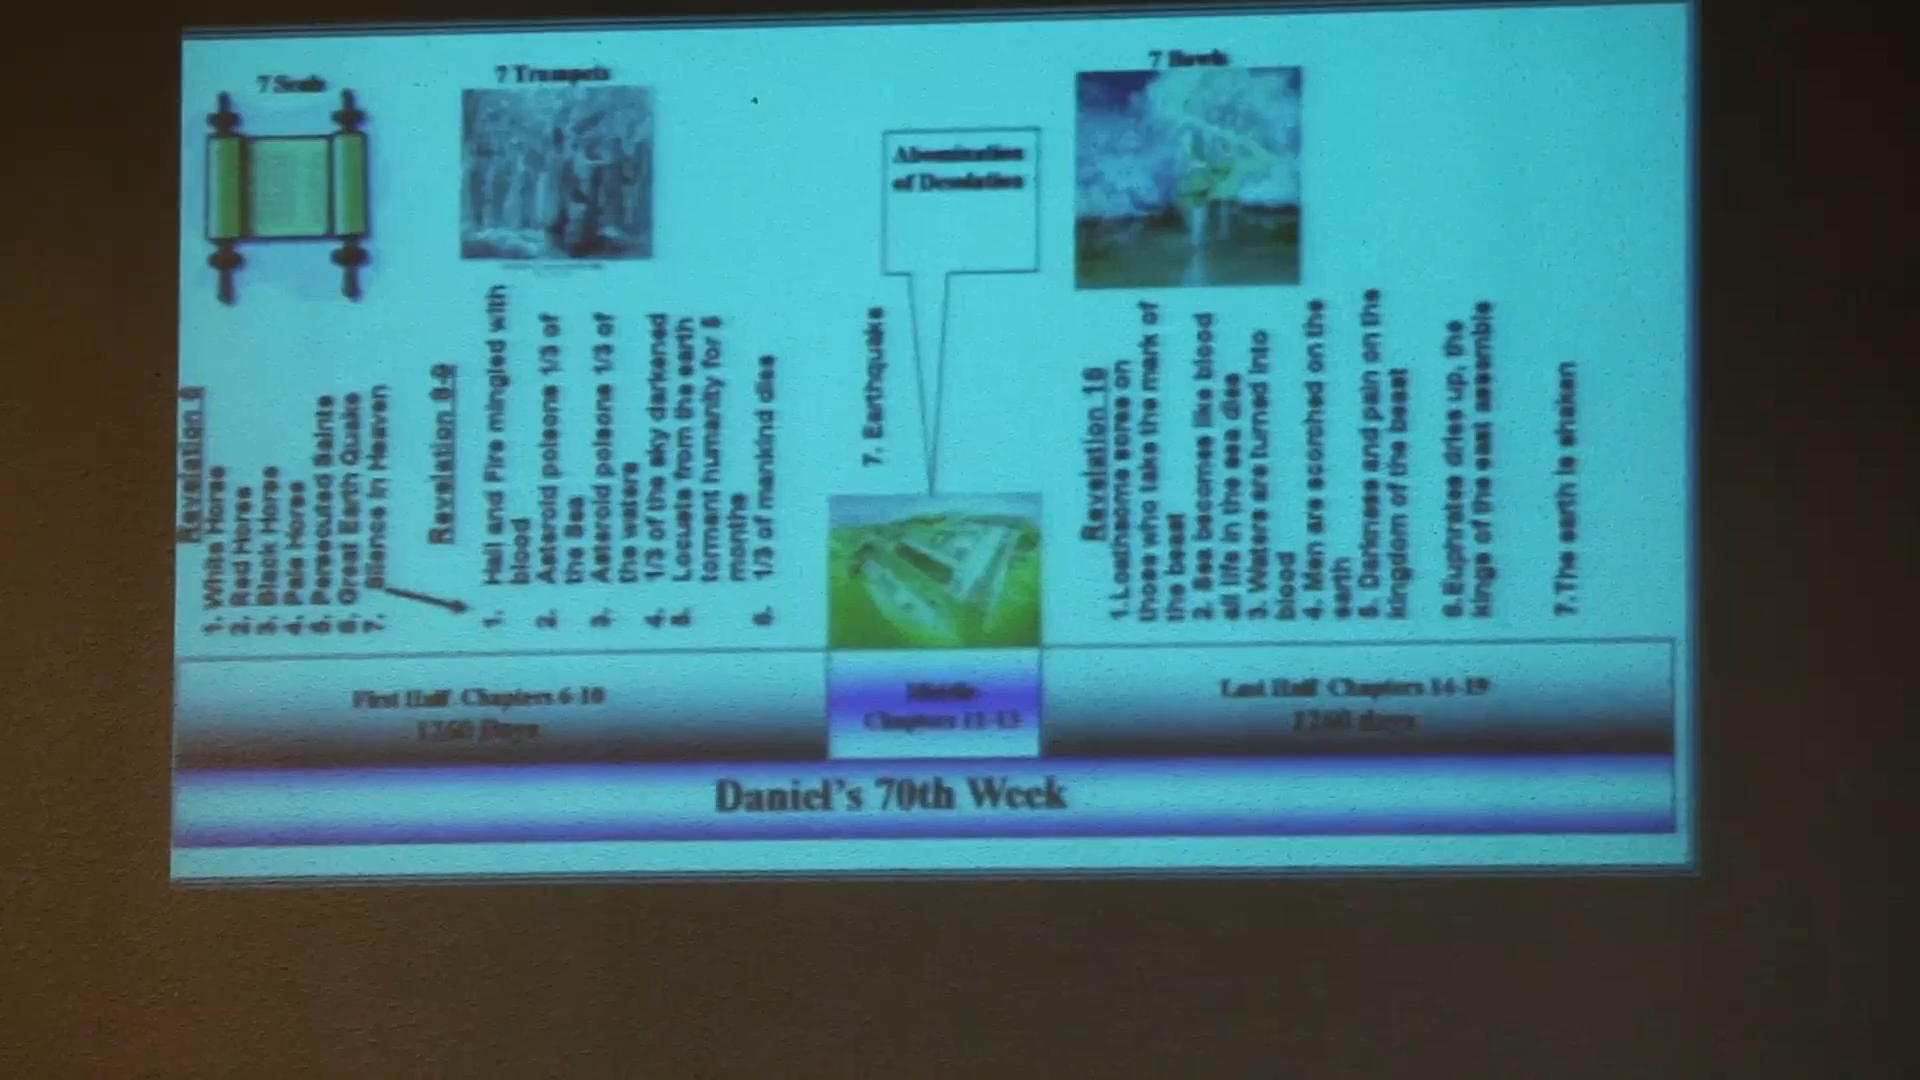 7 Seals
Revelation 6
1. White Horse
2. Red Horse
3. Black Horse
4. Pale Horse
5. Persecuted Saints
6. Great Earth Quake
7. Silence in Heaven
7 Trumpets
Revelation 8-9
1. Hail and Fire mingled with
blood
2. Asteroid poisons 1/3 of
the Sea
3. Asteroid poisons 1/3 of
the waters
4. 1/3 of the sky darkened
5. Locusts from the earth
torment humanity for 5
months
6. 1/3 of mankind dies
7. Earthquake
Abomination
of Desolation
7 Bowls
Revelation 16
1.Loathsome sores on
those who take the mark of
the beast
2. Sea becomes like blood
all life in the sea dies
3. Waters are turned into
blood
4. Men are scorched on the
earth
5. Darkness and pain on the
kingdom of the beast
6.Euphrates dries up, the
kings of the east assemble
7.The earth is shaken
First Half Chapters 6-10
1260 Days
Middle
Chapters 11-13
Last Half Chapters 14-19
1260 days
Daniel's 70th Week